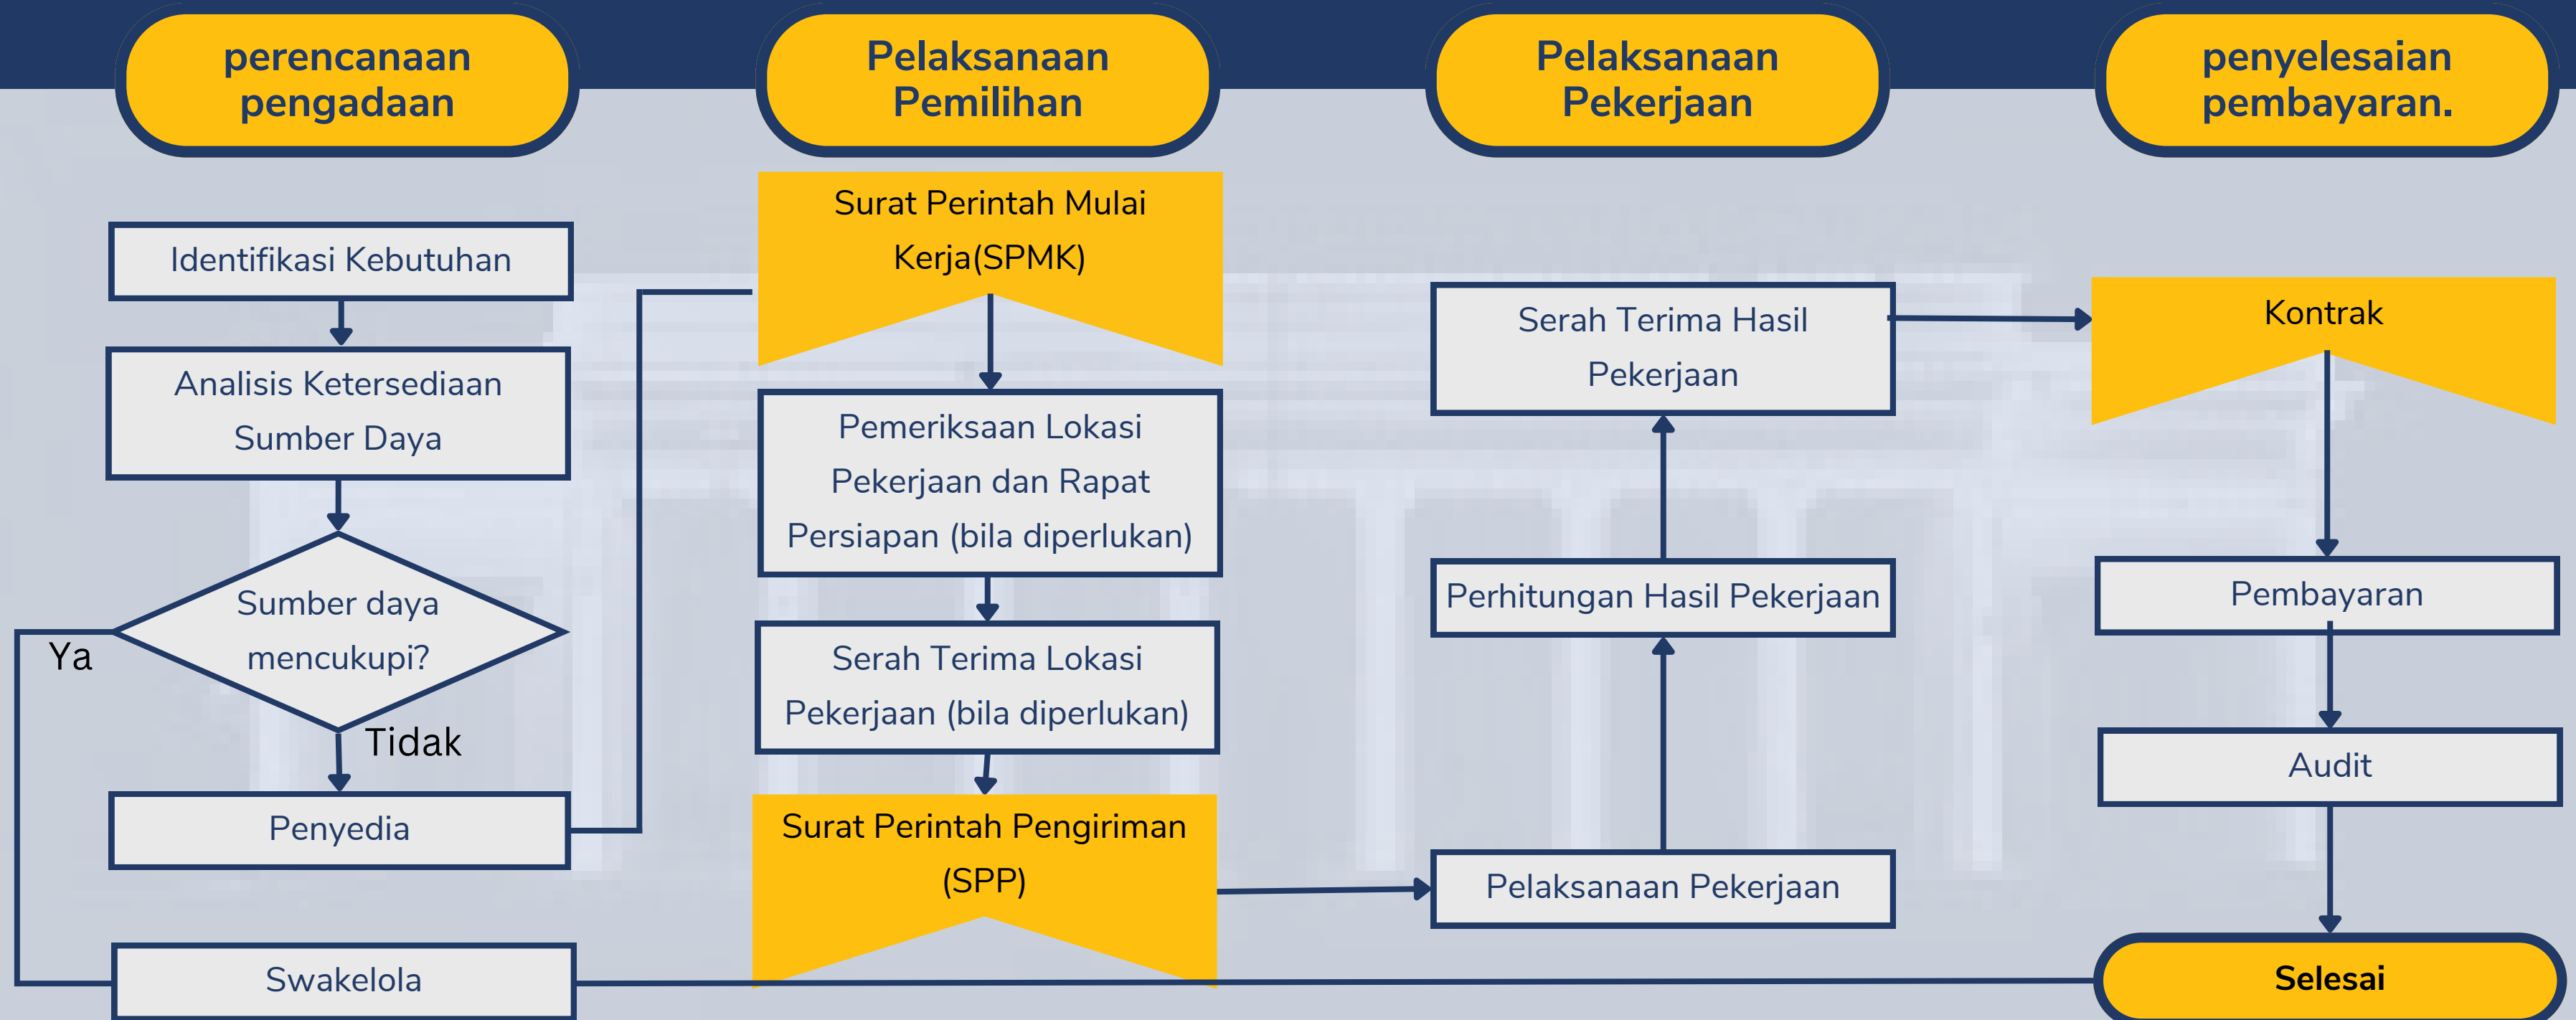 perencanaan
pengadaan
Pelaksanaan
Pemilihan
Pelaksanaan
Pekerjaan
penyelesaian
pembayaran.
Identifikasi Kebutuhan
Analisis Ketersediaan
Sumber Daya
Sumber daya
mencukupi?
Ya
Tidak
Penyedia
Swakelola
Surat Perintah Mulai
Kerja(SPMK)
Pemeriksaan Lokasi
Pekerjaan dan Rapat
Persiapan (bila diperlukan)
Serah Terima Lokasi
Pekerjaan (bila diperlukan)
Surat Perintah Pengiriman
(SPP)
Serah Terima Hasil
Pekerjaan
Perhitungan Hasil Pekerjaan
Pelaksanaan Pekerjaan
Kontrak
Pembayaran
Audit
Selesai